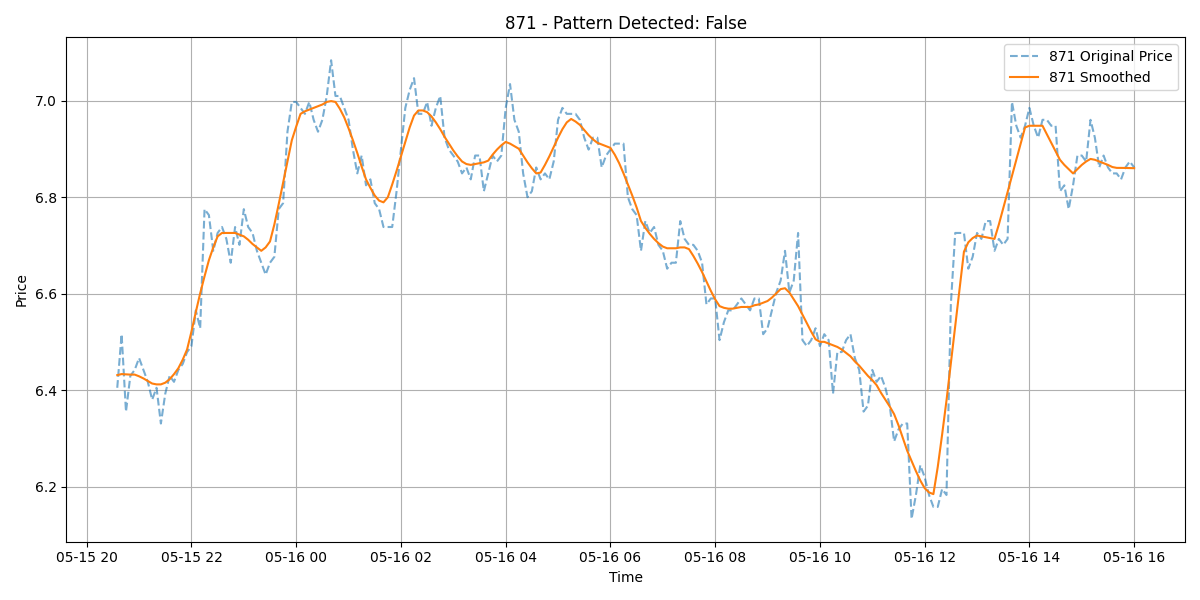 871 - Pattern Detected: False
871 Original Price
871 Smoothed
Price
7.0
6.8
6.6
6.4
6.2
05-15 20 05-15 22 05-16 00 05-16 02 05-16 04 05-16 06 05-16 08 05-16 10 05-16 12 05-16 14 05-16 16
Time